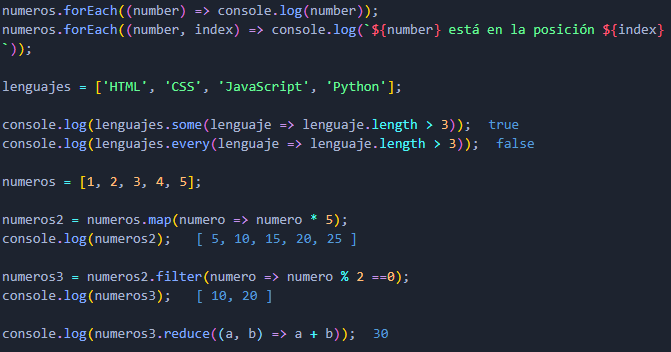 numeros.forEach((number) => console.log(number));
numeros.forEach((number, index) => console.log(`${number} está en la posición ${index}
`));
lenguajes = ['HTML', 'CSS', 'JavaScript', 'Python'];
console.log(lenguajes.some(lenguaje => lenguaje.length > 3));  true
console.log(lenguajes.every(lenguaje => lenguaje.length > 3));  false
numeros = [1, 2, 3, 4, 5];
numeros2 = numeros.map(numero => numero * 5);
console.log(numeros2);   [ 5, 10, 15, 20, 25 ]
numeros3 = numeros2.filter(numero => numero % 2 ==0);
console.log(numeros3);   [ 10, 20 ]
console.log(numeros3.reduce((a, b) => a + b));  30